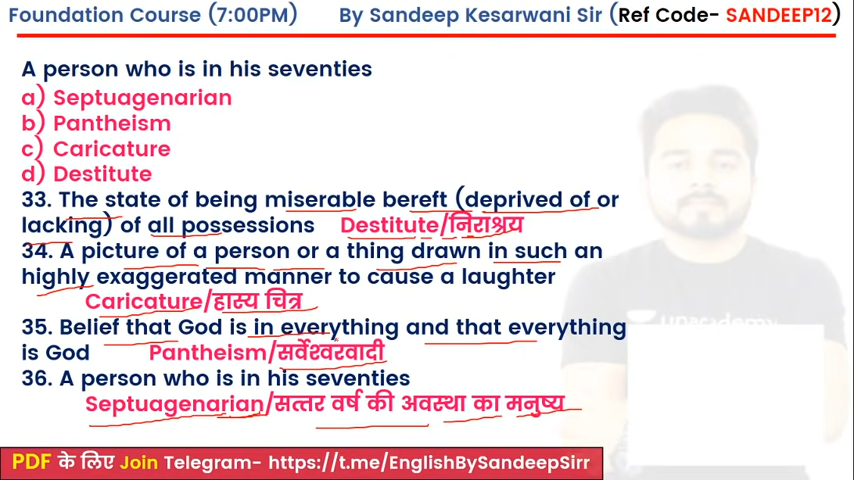 Foundation Course (7:00PM) By Sandeep Kesarwani Sir (Ref Code- SANDEEP12)
A person who is in his seventies
a) Septuagenarian
b) Pantheism
c) Caricature
d) Destitute
33. The state of being miserable bereft (deprived of or
lacking) of all possessions Destitute/निराश्रय
34. A picture of a person or a thing drawn in such an
highly exaggerated manner to cause a laughter
Caricature/हास्य चित्र
35. Belief that God is in everything and that everything
is God Pantheism/सर्वेश्वरवादी
36. A person who is in his seventies
Septuagenarian/सत्तर वर्ष की अवस्था का मनुष्य
unacademy
PDF के लिए Join Telegram- https://t.me/EnglishBySandeepSirr